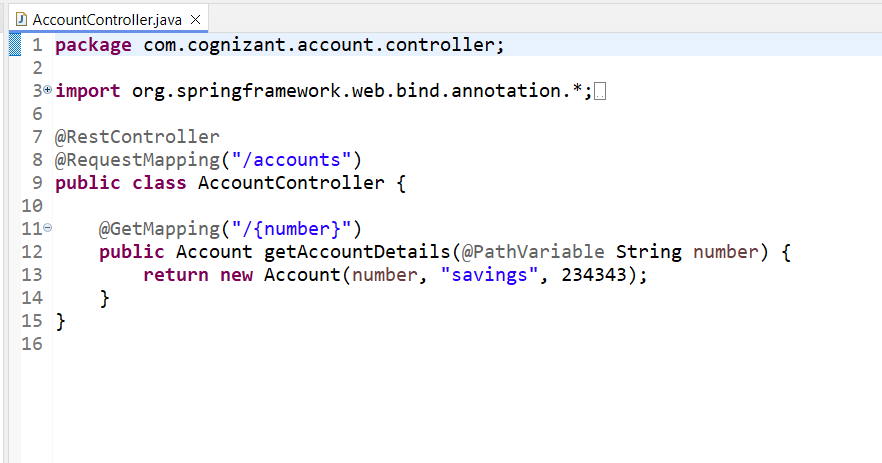 AccountController.java
1 package com.cognizant.account.controller;
2
3 import org.springframework.web.bind.annotation.*;
6
7 @RestController
8 @RequestMapping("/accounts")
9 public class AccountController {
10
11 @GetMapping("/{number}")
12 public Account getAccountDetails(@PathVariable String number) {
13 return new Account(number, "savings", 234343);
14 }
15 }
16